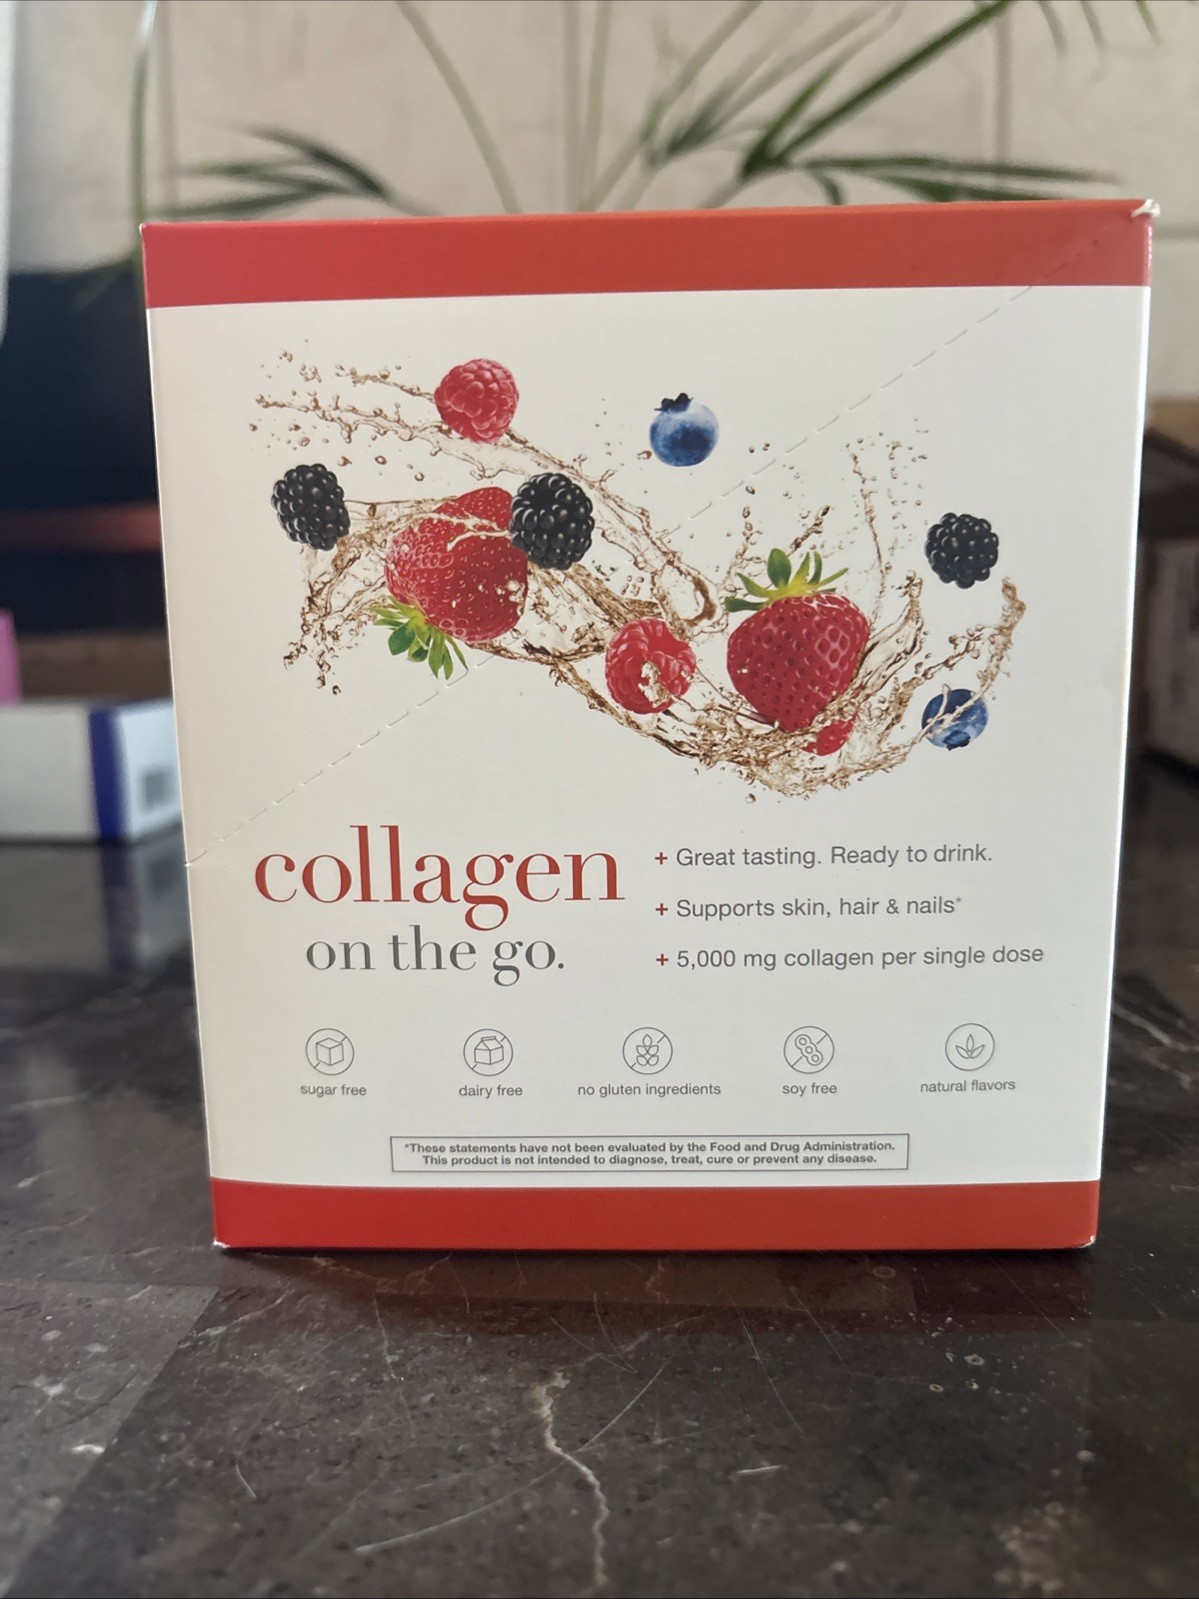 collagen
on the go.
+ Great tasting. Ready to drink.
+ Supports skin, hair & nails*
+ 5,000 mg collagen per single dose
sugar free
dairy free
no gluten ingredients
soy free
natural flavors
*These statements have not been evaluated by the Food and Drug Administration.
This product is not intended to diagnose, treat, cure or prevent any disease.